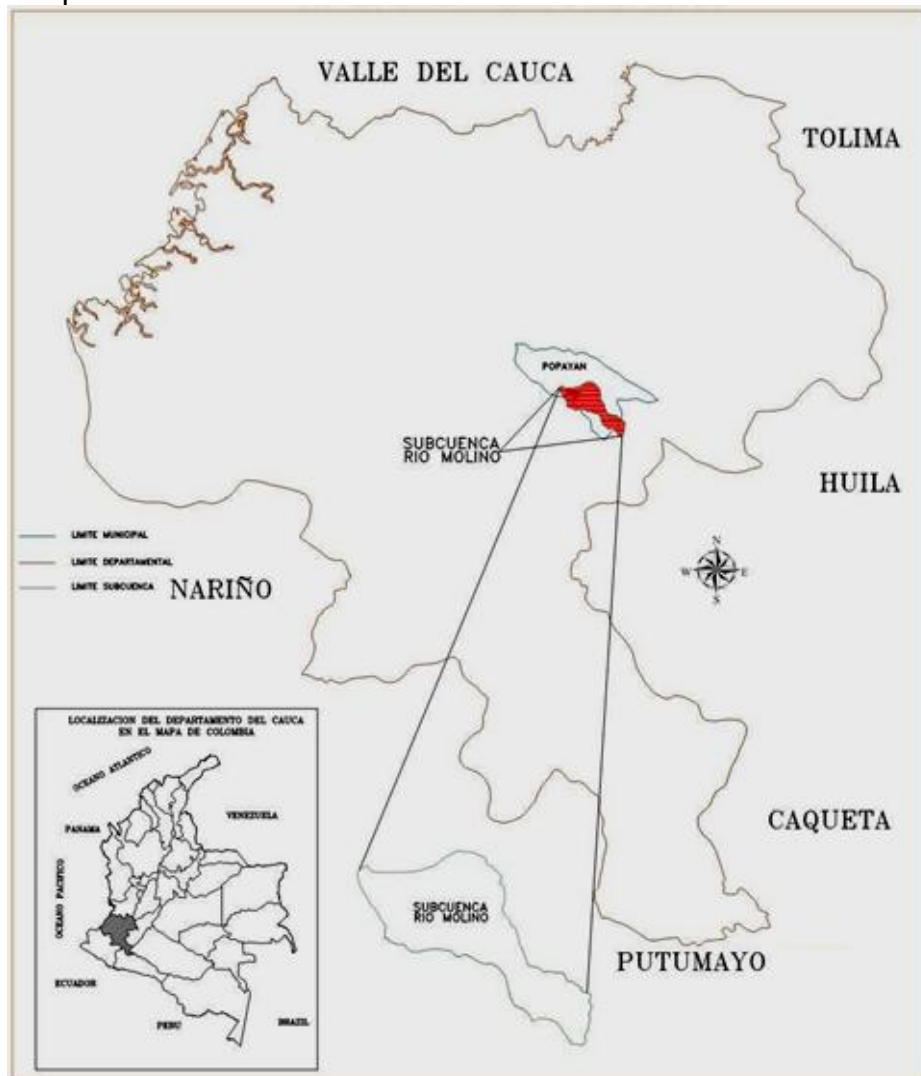 VALLE DEL CAUCA
TOLIMA
POPAYAN
SUBCUENCA
RIO MOLINO
HUILA
LIMITE MUNICIPAL
LIMITE DEPARTAMENTAL
LIMITE SUBCUENCA
NARIÑO
N
W
E
S
LOCALIZACION DEL DEPARTAMENTO DEL CAUCA
EN EL MAPA DE COLOMBIA
OCEANO ATLANTICO
PANAMA
VENEZUELA
OCEANO PACIFICO
ECUADOR
PERU
BRAZIL
CAQUETA
SUBCUENCA
RIO MOLINO
PUTUMAYO